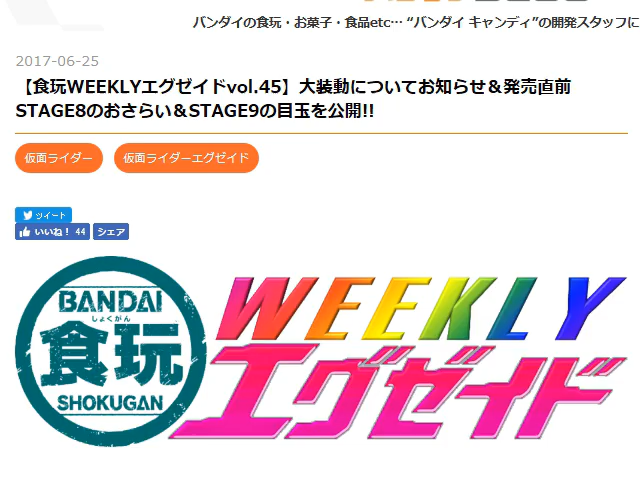 バンダイの食玩・お菓子・食品etc… “バンダイ キャンディ”の開発スタッフに
2017-06-25
【食玩WEEKLYエグゼイドvol.45】大装動についてお知らせ＆発売直前
STAGE8のおさらい＆STAGE9の目玉を公開!!
仮面ライダー 仮面ライダーエグゼイド
ツイート
いいね！ 44 シェア
BANDAI
しょくがん
食玩
SHOKUGAN
WEEKLY
エグゼイド